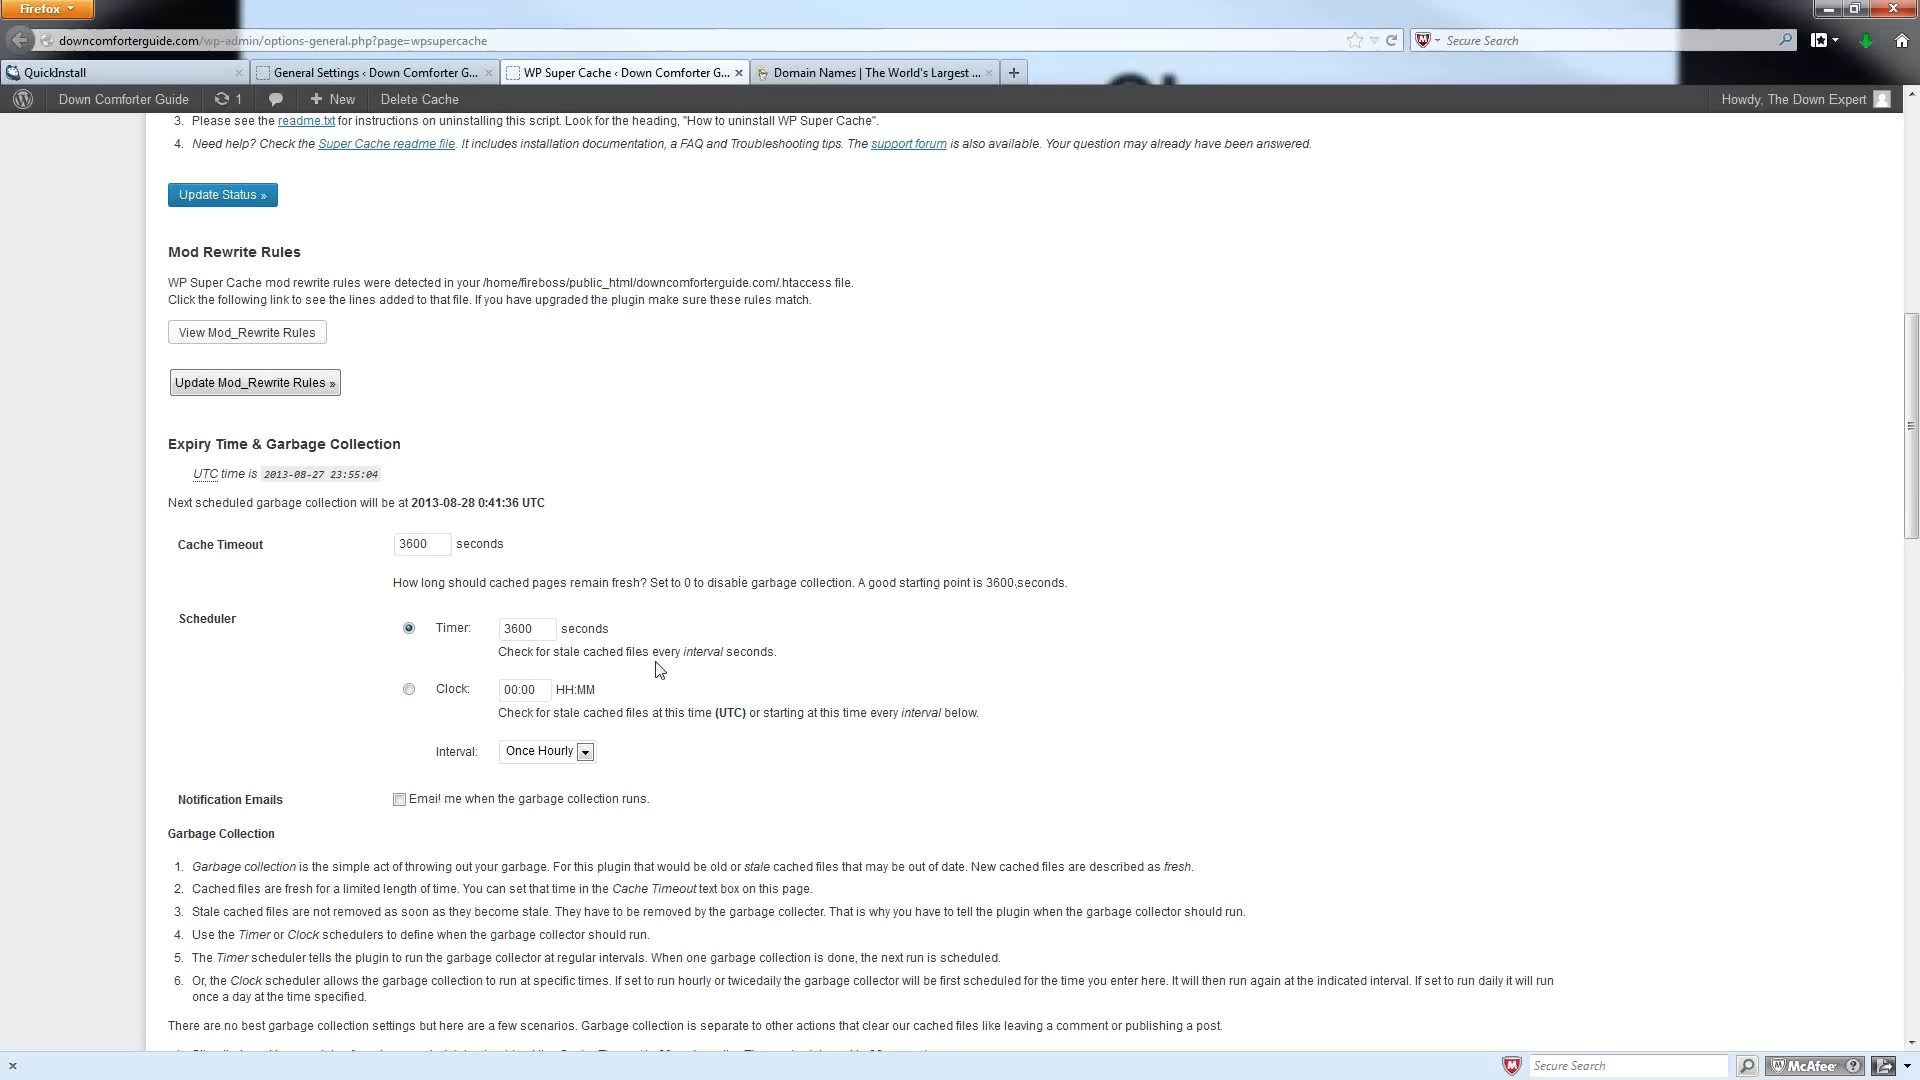 Firefox
downcomforterguide.com/wp-admin/options-general.php?page=wpsupercache
Secure Search
QuickInstall
General Settings ‹ Down Comforter G...
WP Super Cache ‹ Down Comforter G...
Domain Names | The World's Largest ...
Down Comforter Guide
1
New
Delete Cache
Howdy, The Down Expert
3. Please see the readme.txt for instructions on uninstalling this script. Look for the heading, "How to uninstall WP Super Cache".
4. Need help? Check the Super Cache readme file. It includes installation documentation, a FAQ and Troubleshooting tips. The support forum is also available. Your question may already have been answered.
Update Status »
Mod Rewrite Rules
WP Super Cache mod rewrite rules were detected in your /home/fireboss/public_html/downcomforterguide.com/.htaccess file.
Click the following link to see the lines added to that file. If you have upgraded the plugin make sure these rules match.
View Mod_Rewrite Rules
Update Mod_Rewrite Rules »
Expiry Time & Garbage Collection
UTC time is 2013-08-27 23:55:04
Next scheduled garbage collection will be at 2013-08-28 0:41:36 UTC
Cache Timeout
3600 seconds
How long should cached pages remain fresh? Set to 0 to disable garbage collection. A good starting point is 3600 seconds.
Scheduler
Timer: 3600 seconds
Check for stale cached files every interval seconds.
Clock: 00:00 HH:MM
Check for stale cached files at this time (UTC) or starting at this time every interval below.
Interval: Once Hourly
Notification Emails
Email me when the garbage collection runs.
Garbage Collection
1. Garbage collection is the simple act of throwing out your garbage. For this plugin that would be old or stale cached files that may be out of date. New cached files are described as fresh.
2. Cached files are fresh for a limited length of time. You can set that time in the Cache Timeout text box on this page.
3. Stale cached files are not removed as soon as they become stale. They have to be removed by the garbage collecter. That is why you have to tell the plugin when the garbage collector should run.
4. Use the Timer or Clock schedulers to define when the garbage collector should run.
5. The Timer scheduler tells the plugin to run the garbage collector at regular intervals. When one garbage collection is done, the next run is scheduled.
6. Or, the Clock scheduler allows the garbage collection to run at specific times. If set to run hourly or twicedaily the garbage collector will be first scheduled for the time you enter here. It will then run again at the indicated interval. If set to run daily it will run
once a day at the time specified.
There are no best garbage collection settings but here are a few scenarios. Garbage collection is separate to other actions that clear our cached files like leaving a comment or publishing a post.
Secure Search
McAfee